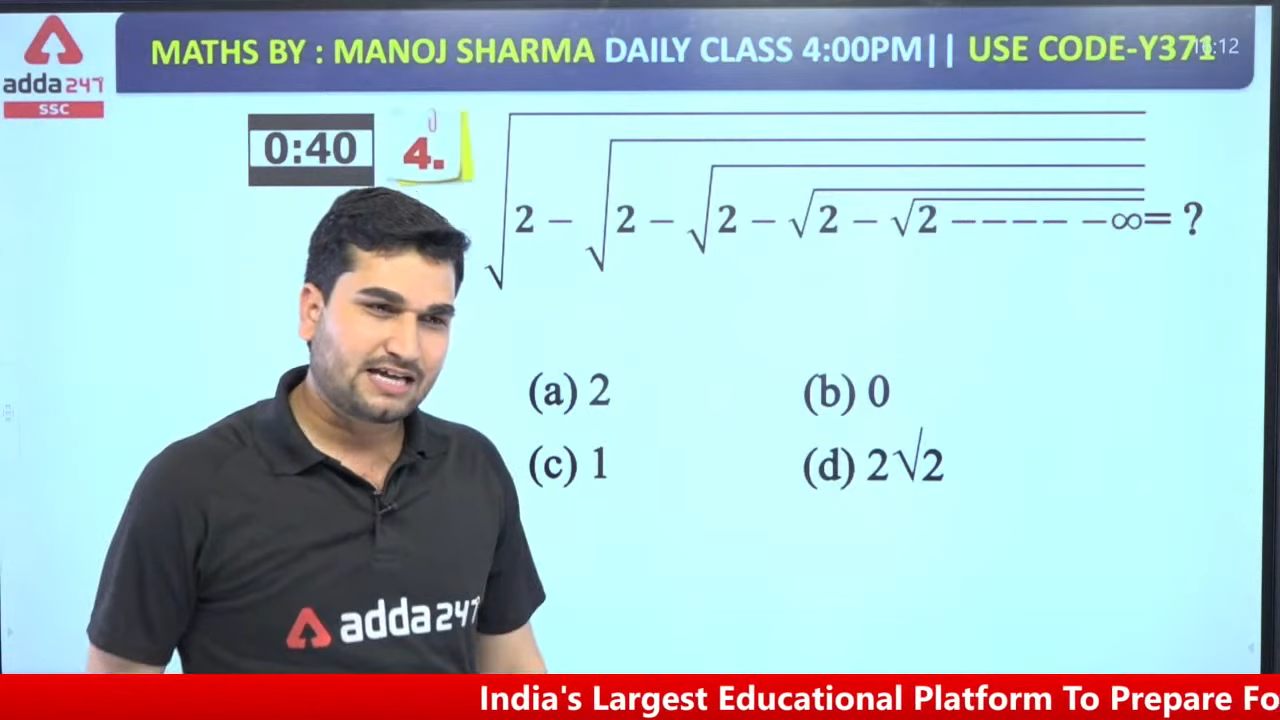 MATHS BY : MANOJ SHARMA DAILY CLASS 4:00PM|| USE CODE-Y371
:12
adda247
SSC
0:40
4.
√2 − √2 − √2 − √2 − √2 − − − − − −∞ = ?
(a) 2
(b) 0
(c) 1
(d) 2√2
adda247
India's Largest Educational Platform To Prepare Fo